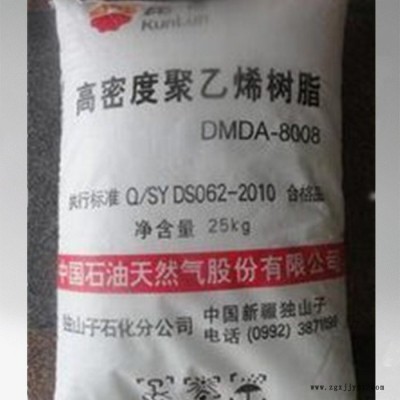 KunLun
高密度聚乙烯树脂
DMDA-8008
执行标准 Q/SY DS062-2010 合格品
净含量 25kg
中国石油天然气股份有限公司
独山子石化分公司
中国新疆独山子
电话 (0992)